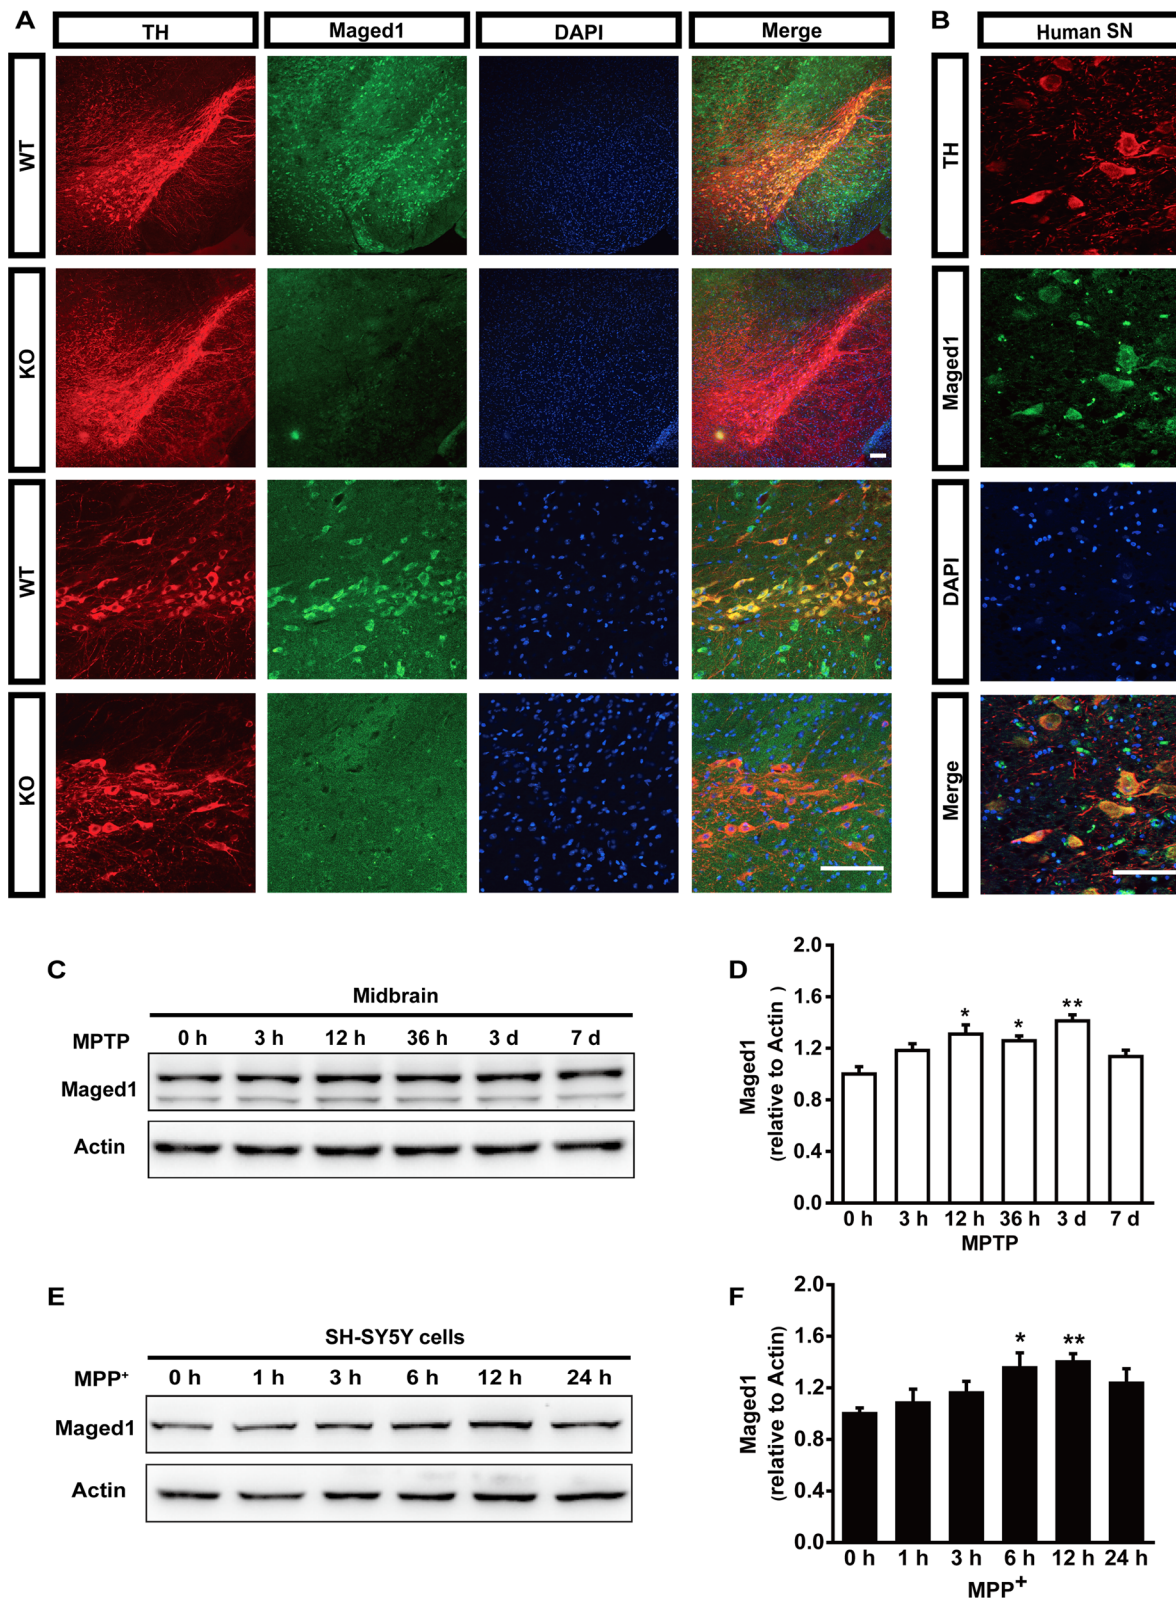 A
TH
Maged1
DAPI
Merge
WT
KO
WT
KO
B
Human SN
TH
Maged1
DAPI
Merge
C
Midbrain
MPTP 0 h 3 h 12 h 36 h 3 d 7 d
Maged1
Actin
D
Maged1
(relative to Actin )
2.0
1.6
1.2
0.8
0.4
0.0
* * **
0 h 3 h 12 h 36 h 3 d 7 d
MPTP
E
SH-SY5Y cells
MPP+ 0 h 1 h 3 h 6 h 12 h 24 h
Maged1
Actin
F
Maged1
(relative to Actin)
2.0
1.6
1.2
0.8
0.4
0.0
* **
0 h 1 h 3 h 6 h 12 h 24 h
MPP+